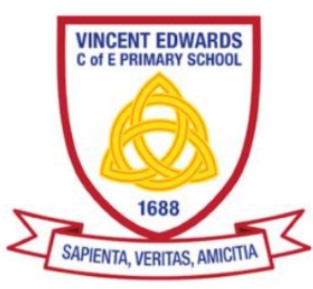 VINCENT EDWARDS
C of E PRIMARY SCHOOL
1688
SAPIENTA, VERITAS, AMICITIA